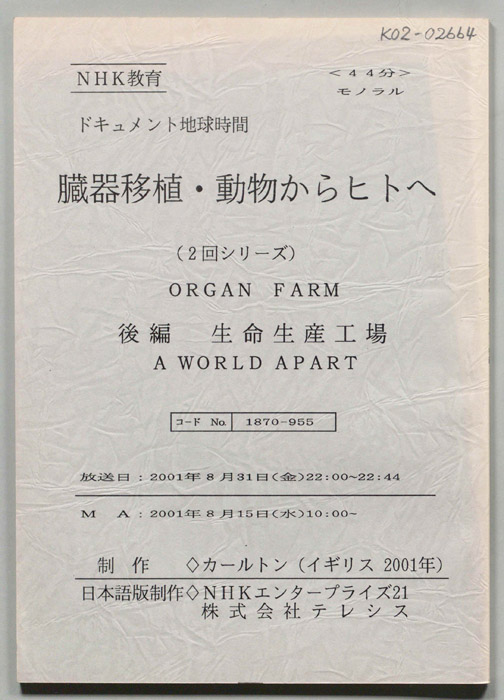 K02-02664
NHK教育
<44分>
モノラル
ドキュメント地球時間
臓器移植・動物からヒトへ
(2回シリーズ)
ORGAN FARM
後編 生命生産工場
A WORLD APART
コード No. 1870-955
放送日:2001年8月31日(金)22:00~22:44
M A:2001年8月15日(水)10:00~
制作 ◇カールトン(イギリス 2001年)
日本語版制作◇NHKエンタープライズ21
株式会社テレシス